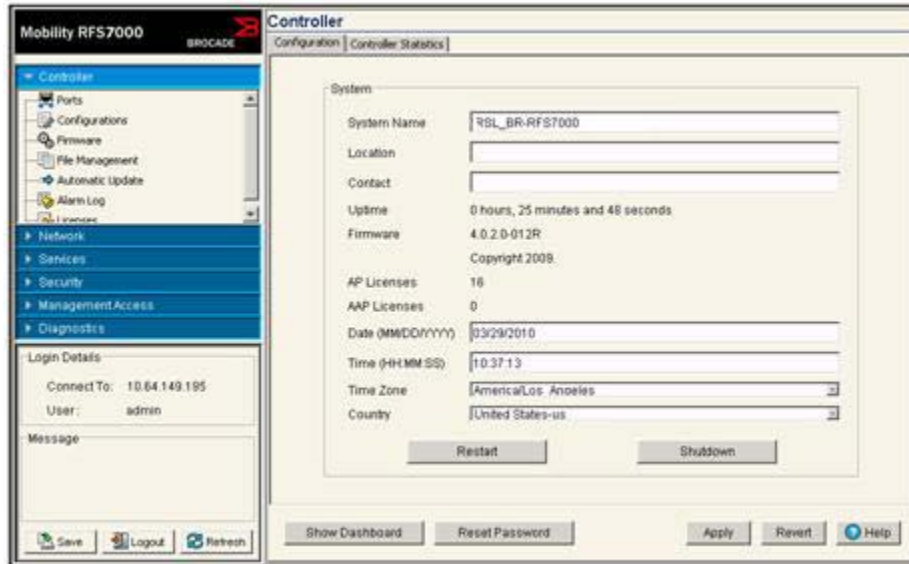 Mobility RFS7000
BROCADE
Controller
Ports
Configurations
Firmware
File Management
Automatic Update
Alarm Log
Licenses
Network
Services
Security
Management Access
Diagnostics
Login Details
Connect To: 10.64.149.195
User: admin
Message
Save Logout Refresh
Controller
Configuration Controller Statistics
System
System Name RSL_BR-RFS7000
Location
Contact
Uptime 0 hours, 25 minutes and 48 seconds
Firmware 4.0.2.0-012R
Copyright 2009.
AP Licenses 16
AAP Licenses 0
Date (MM/DD/YYYY) 03/29/2010
Time (HH:MM:SS) 10:37:13
Time Zone America/Los_Angeles
Country United States-us
Restart Shutdown
Show Dashboard Reset Password Apply Revert Help